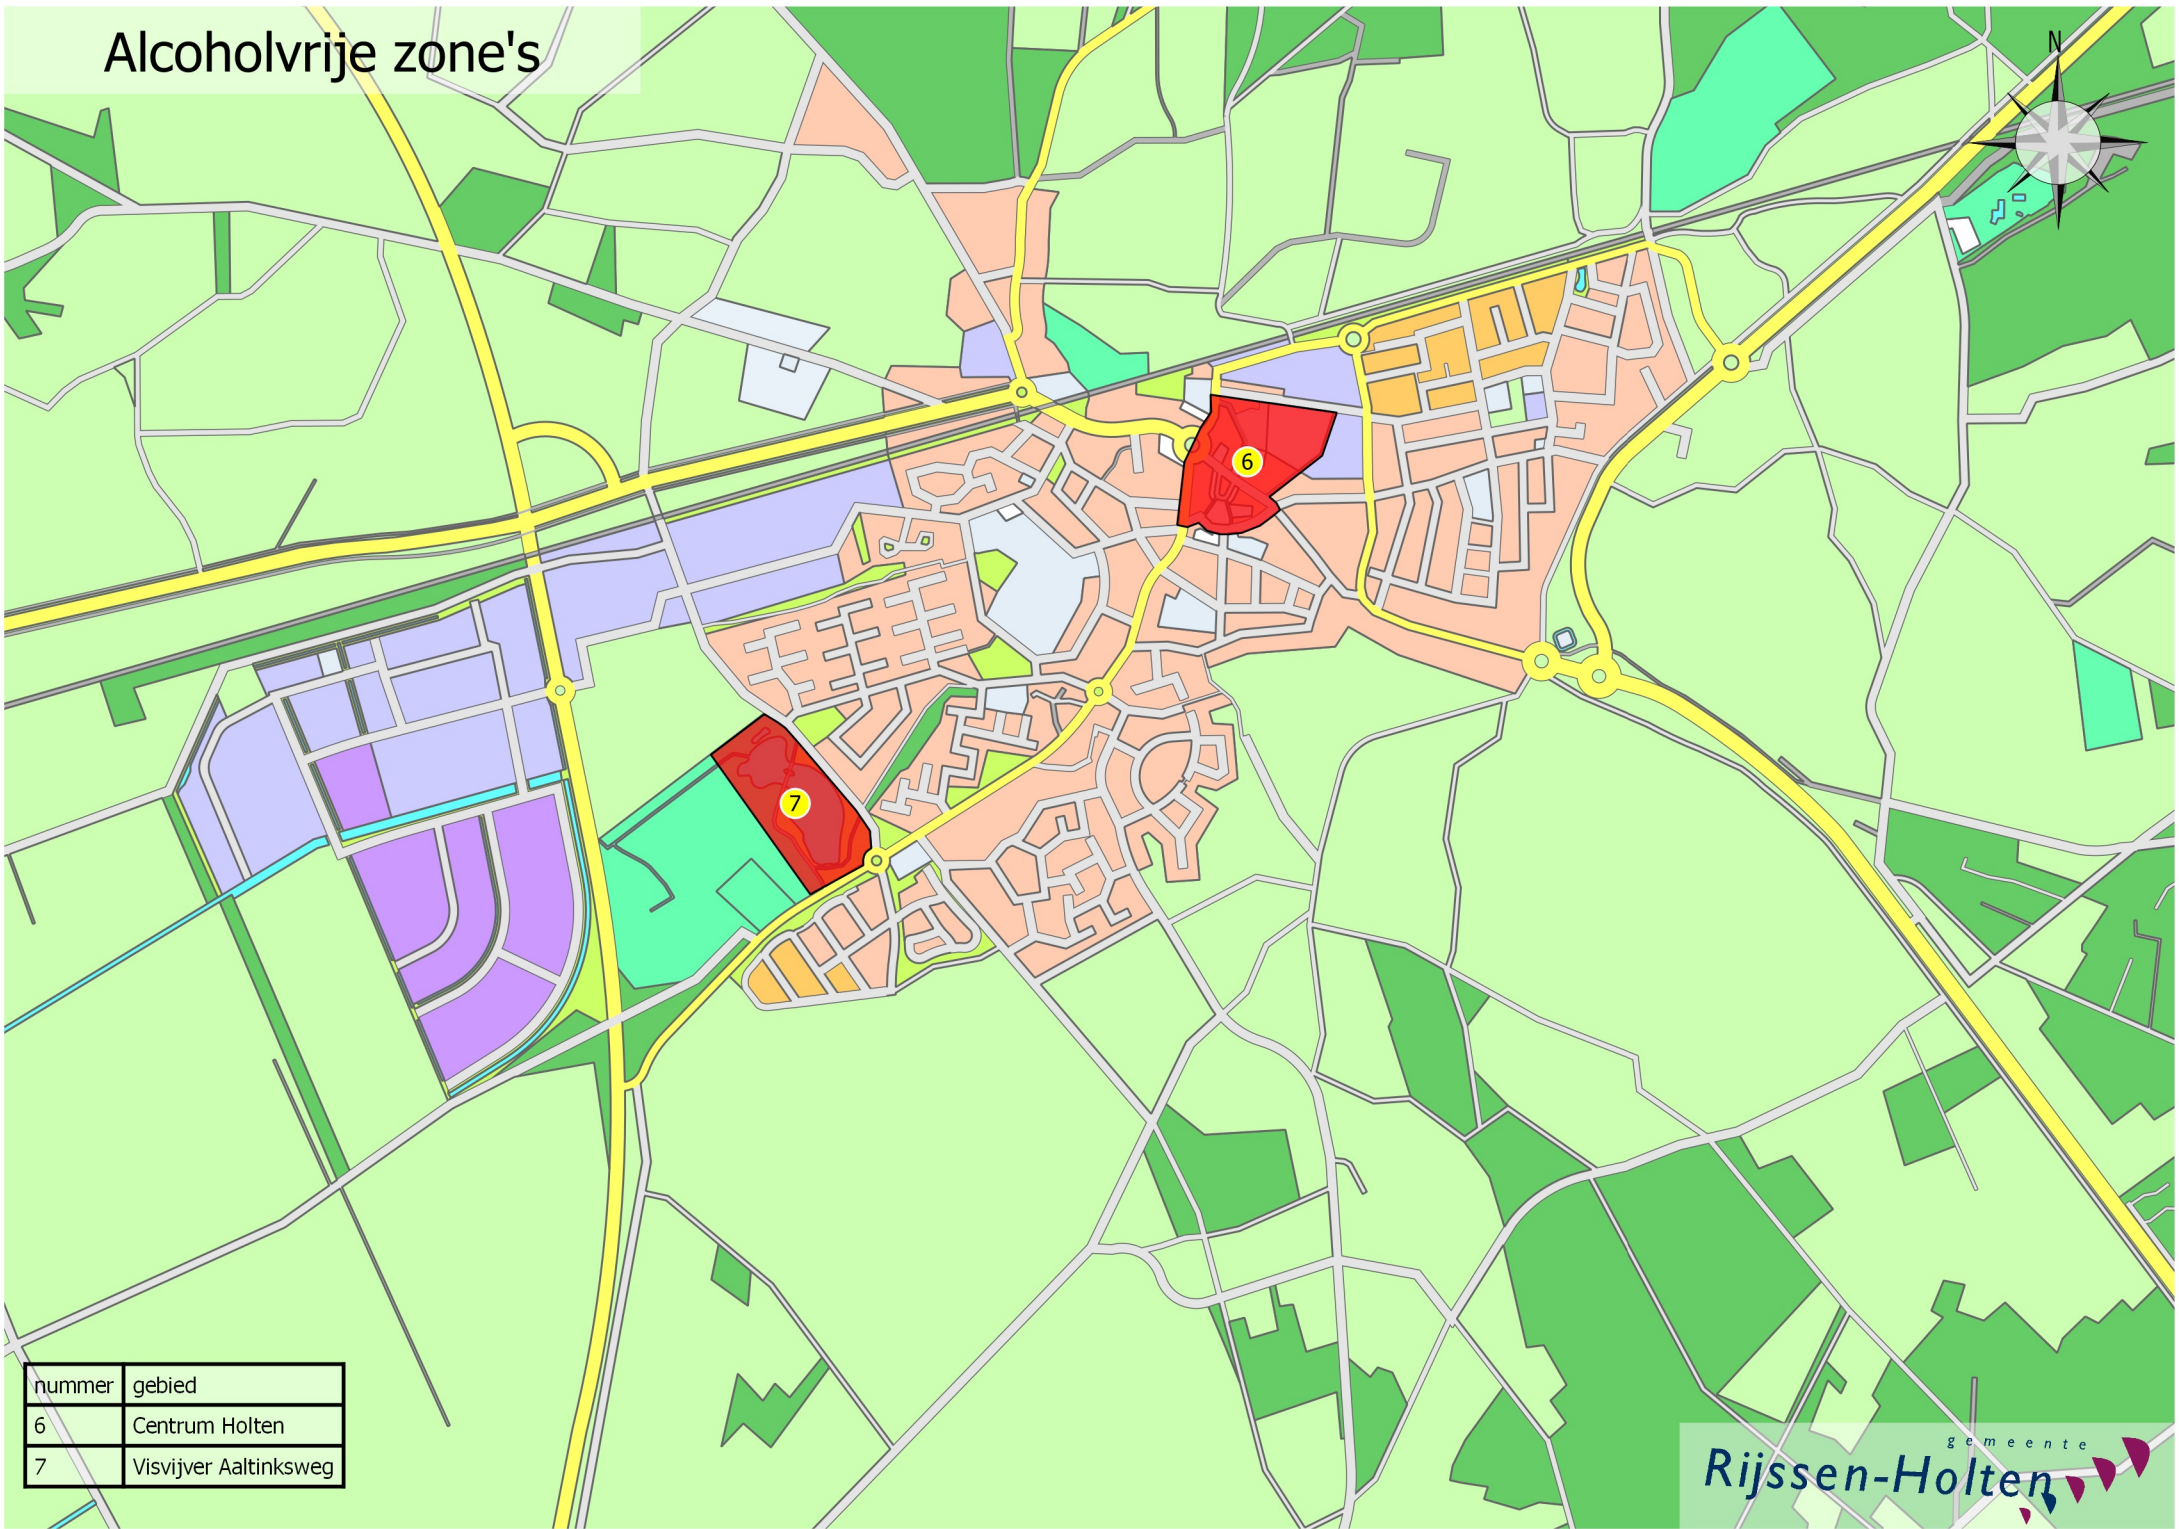 Alcoholvrije zone's
N
6
7
nummer gebied
6 Centrum Holten
7 Visvijver Aaltinksweg
gemeente
Rijssen-Holten